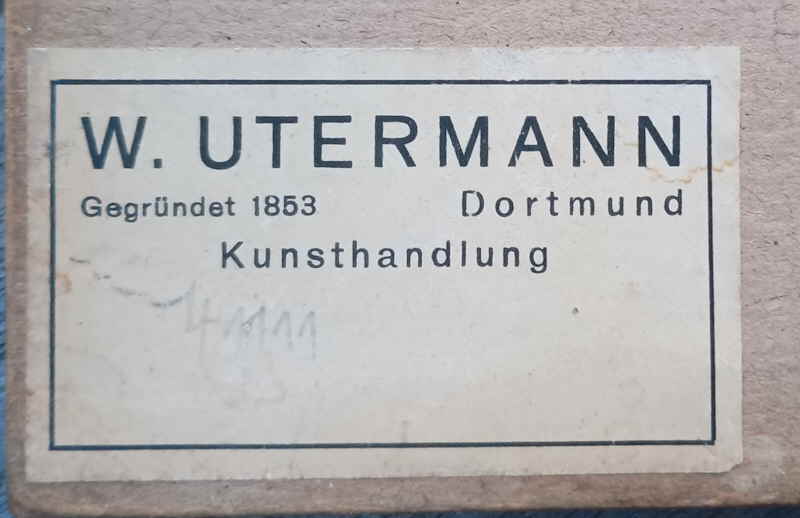 W. UTERMANN
Gegründet 1853 Dortmund
Kunsthandlung